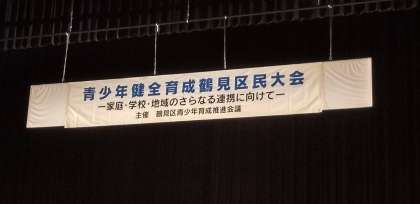 青少年健全育成鶴見区民大会
ー家庭・学校・地域のさらなる連携に向けてー
主催 鶴見区青少年育成推進会議